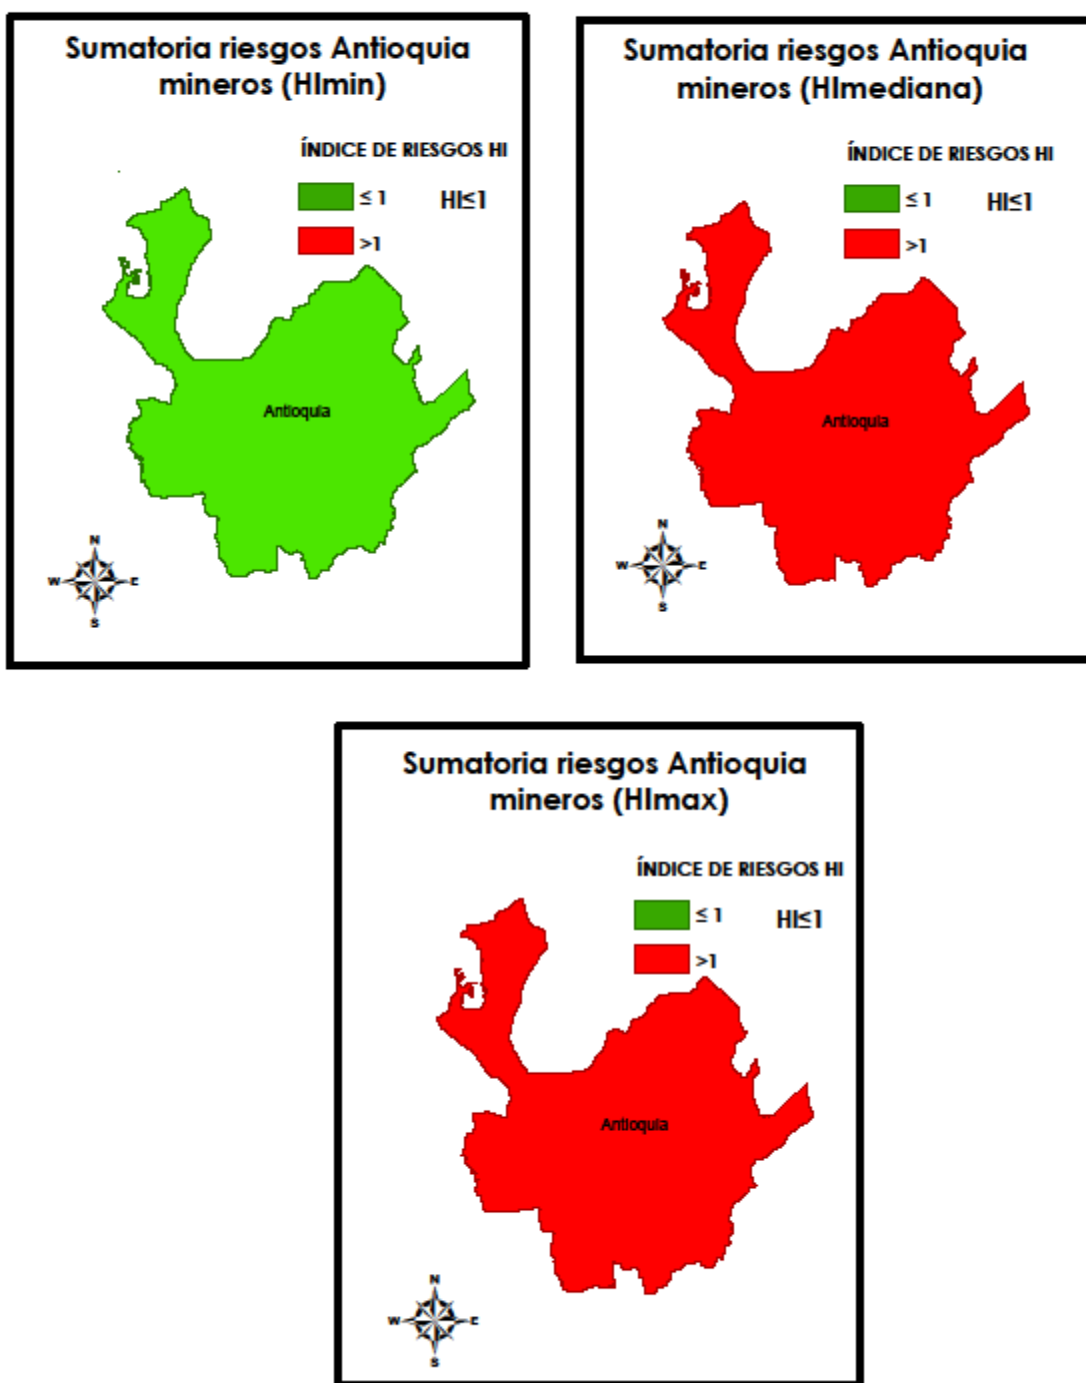 Sumatoria riesgos Antioquia
mineros (HImin)
ÍNDICE DE RIESGOS HI
≤ 1
HI≤1
>1
Antioquia
N
W
E
S
Sumatoria riesgos Antioquia
mineros (HImediana)
ÍNDICE DE RIESGOS HI
≤ 1
HI≤1
>1
Antioquia
N
W
E
S
Sumatoria riesgos Antioquia
mineros (HImax)
ÍNDICE DE RIESGOS HI
≤ 1
HI≤1
>1
Antioquia
N
W
E
S